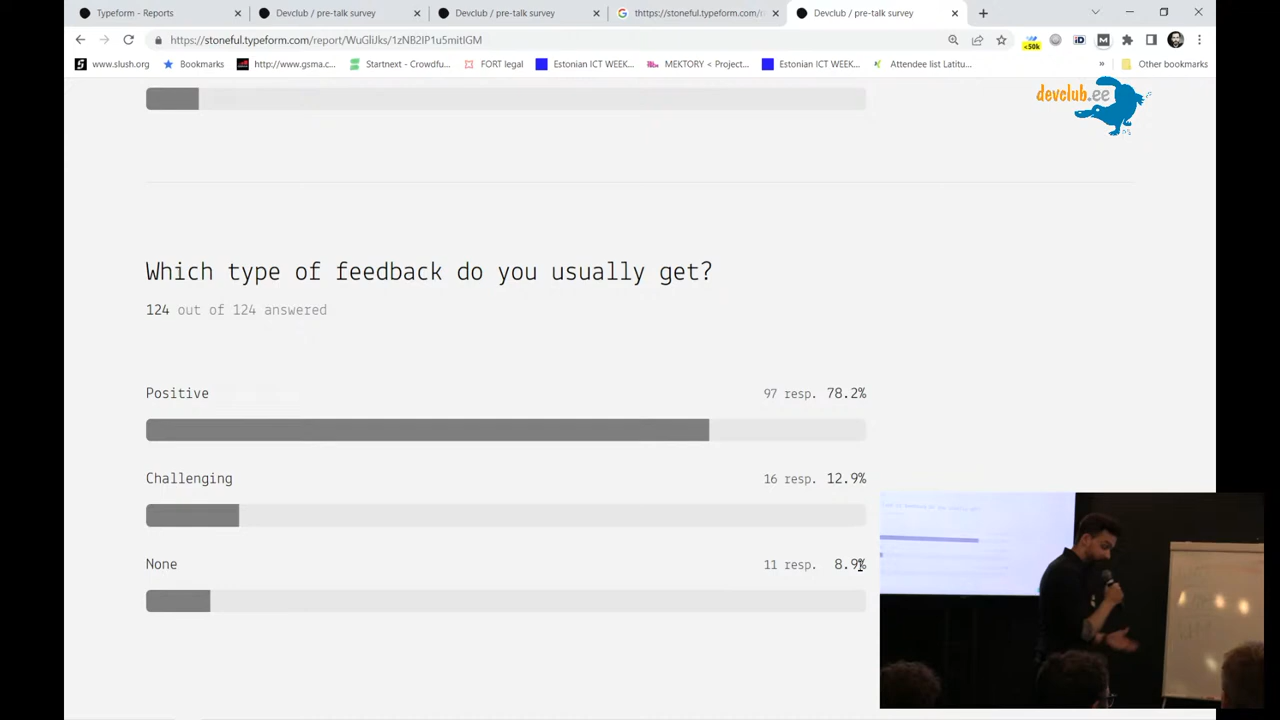 Typeform - Reports
Devclub / pre-talk survey
Devclub / pre-talk survey
thttps://stoneful.typeform.com/r
Devclub / pre-talk survey
https://stoneful.typeform.com/report/WuGliJks/1zNB2IP1u5mitIGM
<50k
iD
M
www.slush.org
Bookmarks
http://www.gsma.c...
Startnext - Crowdfu...
FORT legal
Estonian ICT WEEK...
MEKTORY < Project...
Estonian ICT WEEK...
Attendee list Latitu...
»
Other bookmarks
devclub.ee
Which type of feedback do you usually get?
124 out of 124 answered
Positive 97 resp. 78.2%
Challenging 16 resp. 12.9%
None 11 resp. 8.9%